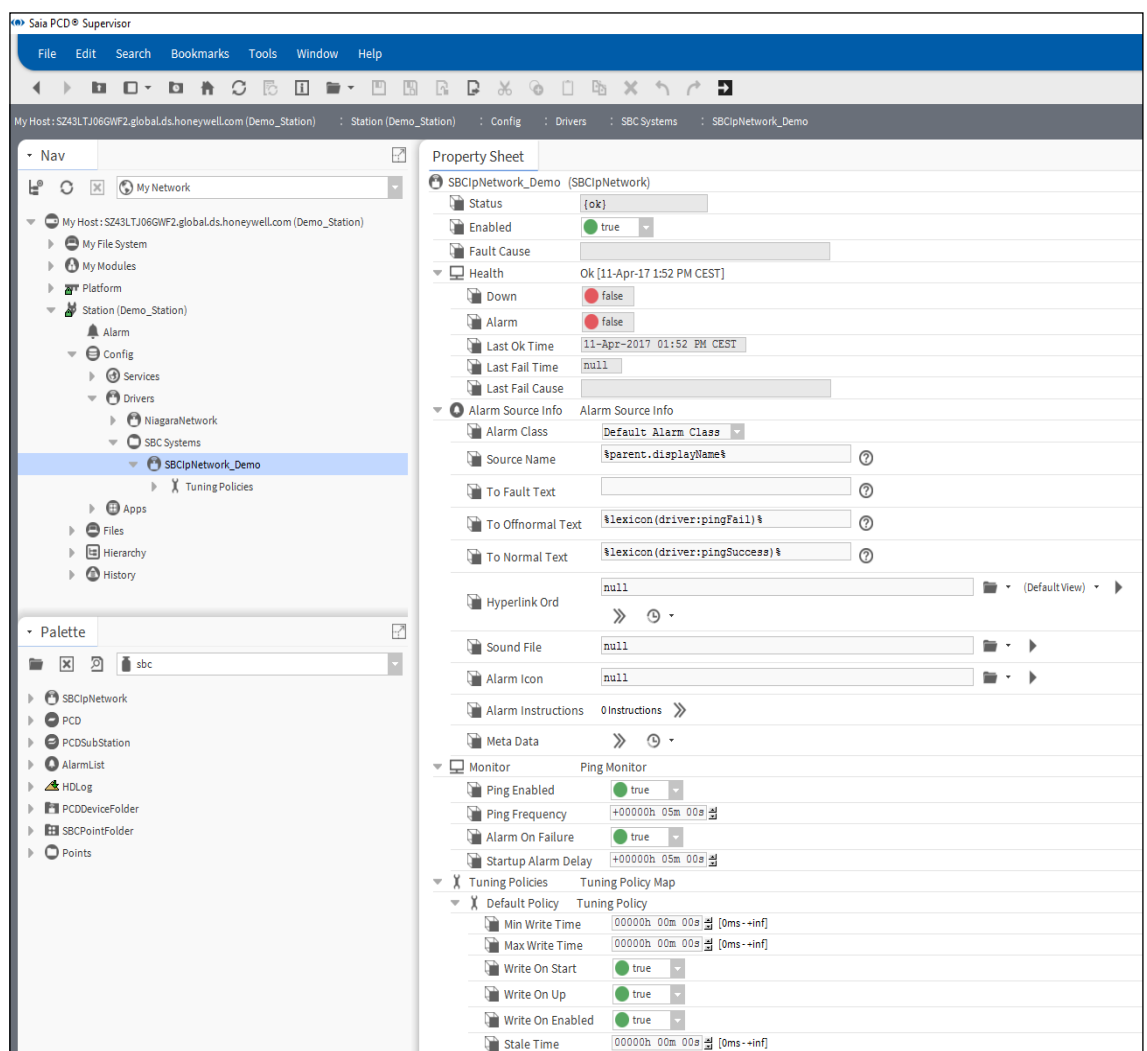 Saia PCD® Supervisor
File Edit Search Bookmarks Tools Window Help
My Host : SZ43LTJ06GWF2.global.ds.honeywell.com (Demo_Station) : Station (Demo_Station) : Config : Drivers : SBC Systems : SBCIpNetwork_Demo
Nav
My Network
My Host : SZ43LTJ06GWF2.global.ds.honeywell.com (Demo_Station)
My File System
My Modules
Platform
Station (Demo_Station)
Alarm
Config
Services
Drivers
NiagaraNetwork
SBC Systems
SBCIpNetwork_Demo
Tuning Policies
Apps
Files
Hierarchy
History
Palette
sbc
SBCIpNetwork
PCD
PCDSubStation
AlarmList
HDLog
PCDDeviceFolder
SBCPointFolder
Points
Property Sheet
SBCIpNetwork_Demo (SBCIpNetwork)
Status {ok}
Enabled true
Fault Cause
Health Ok [11-Apr-17 1:52 PM CEST]
Down false
Alarm false
Last Ok Time 11-Apr-2017 01:52 PM CEST
Last Fail Time null
Last Fail Cause
Alarm Source Info Alarm Source Info
Alarm Class Default Alarm Class
Source Name %parent.displayName%
To Fault Text
To Offnormal Text %lexicon(driver:pingFail)%
To Normal Text %lexicon(driver:pingSuccess)%
Hyperlink Ord null (Default View)
Sound File null
Alarm Icon null
Alarm Instructions 0 Instructions
Meta Data
Monitor Ping Monitor
Ping Enabled true
Ping Frequency +00000h 05m 00s
Alarm On Failure true
Startup Alarm Delay +00000h 05m 00s
Tuning Policies Tuning Policy Map
Default Policy Tuning Policy
Min Write Time 00000h 00m 00s [0ms-+inf]
Max Write Time 00000h 00m 00s [0ms-+inf]
Write On Start true
Write On Up true
Write On Enabled true
Stale Time 00000h 00m 00s [0ms-+inf]